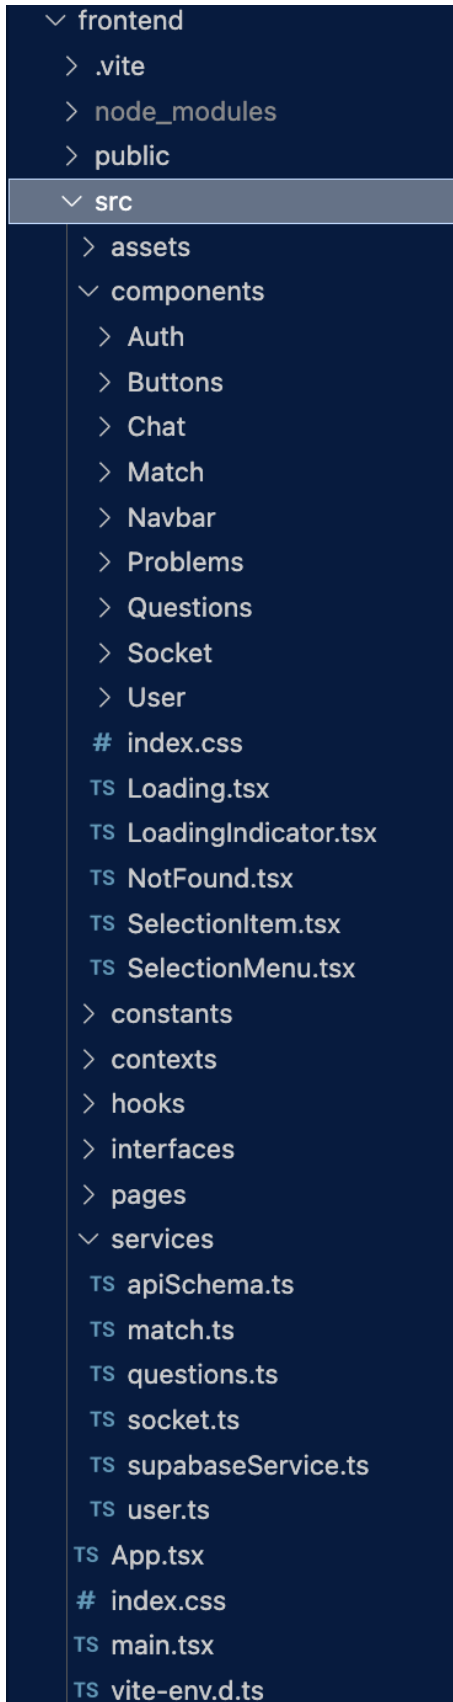 frontend
.vite
node_modules
public
src
assets
components
Auth
Buttons
Chat
Match
Navbar
Problems
Questions
Socket
User
# index.css
TS Loading.tsx
TS LoadingIndicator.tsx
TS NotFound.tsx
TS SelectionItem.tsx
TS SelectionMenu.tsx
constants
contexts
hooks
interfaces
pages
services
TS apiSchema.ts
TS match.ts
TS questions.ts
TS socket.ts
TS supabaseService.ts
TS user.ts
TS App.tsx
# index.css
TS main.tsx
TS vite-env.d.ts